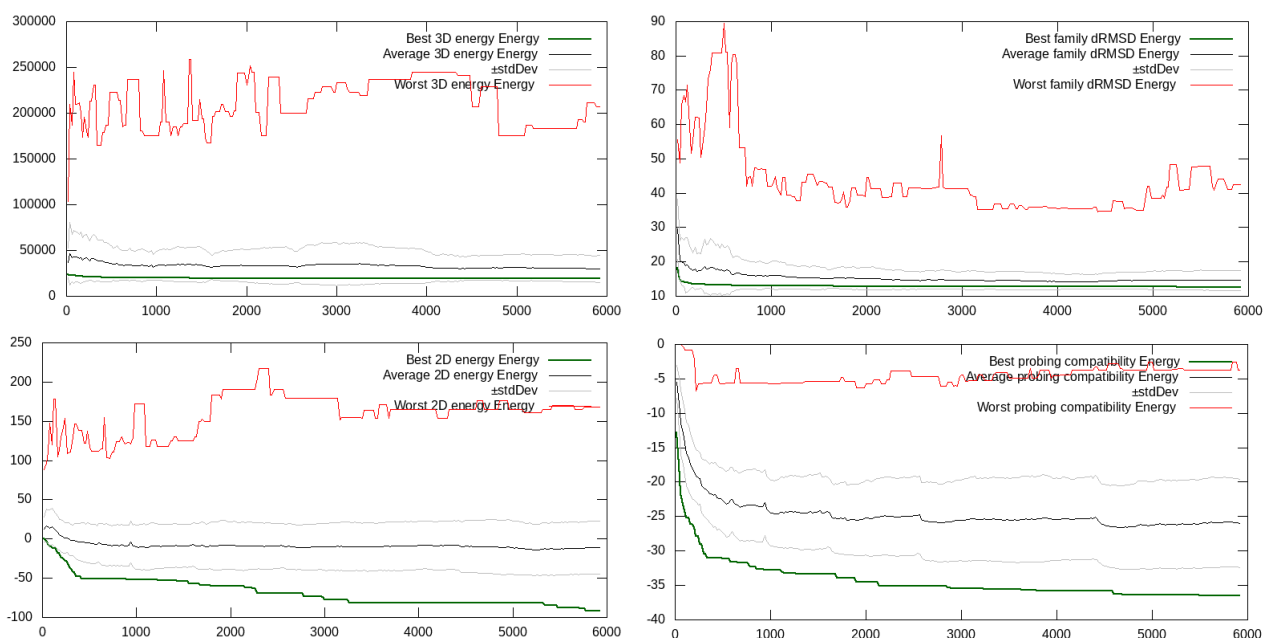 300000
250000
200000
150000
100000
50000
0
0 1000 2000 3000 4000 5000 6000
Best 3D energy Energy
Average 3D energy Energy
±stdDev
Worst 3D energy Energy
90
80
70
60
50
40
30
20
10
0 1000 2000 3000 4000 5000 6000
Best family dRMSD Energy
Average family dRMSD Energy
±stdDev
Worst family dRMSD Energy
250
200
150
100
50
0
-50
-100
0 1000 2000 3000 4000 5000 6000
Best 2D energy Energy
Average 2D energy Energy
±stdDev
Worst 2D energy Energy
0
-5
-10
-15
-20
-25
-30
-35
-40
0 1000 2000 3000 4000 5000 6000
Best probing compatibility Energy
Average probing compatibility Energy
±stdDev
Worst probing compatibility Energy